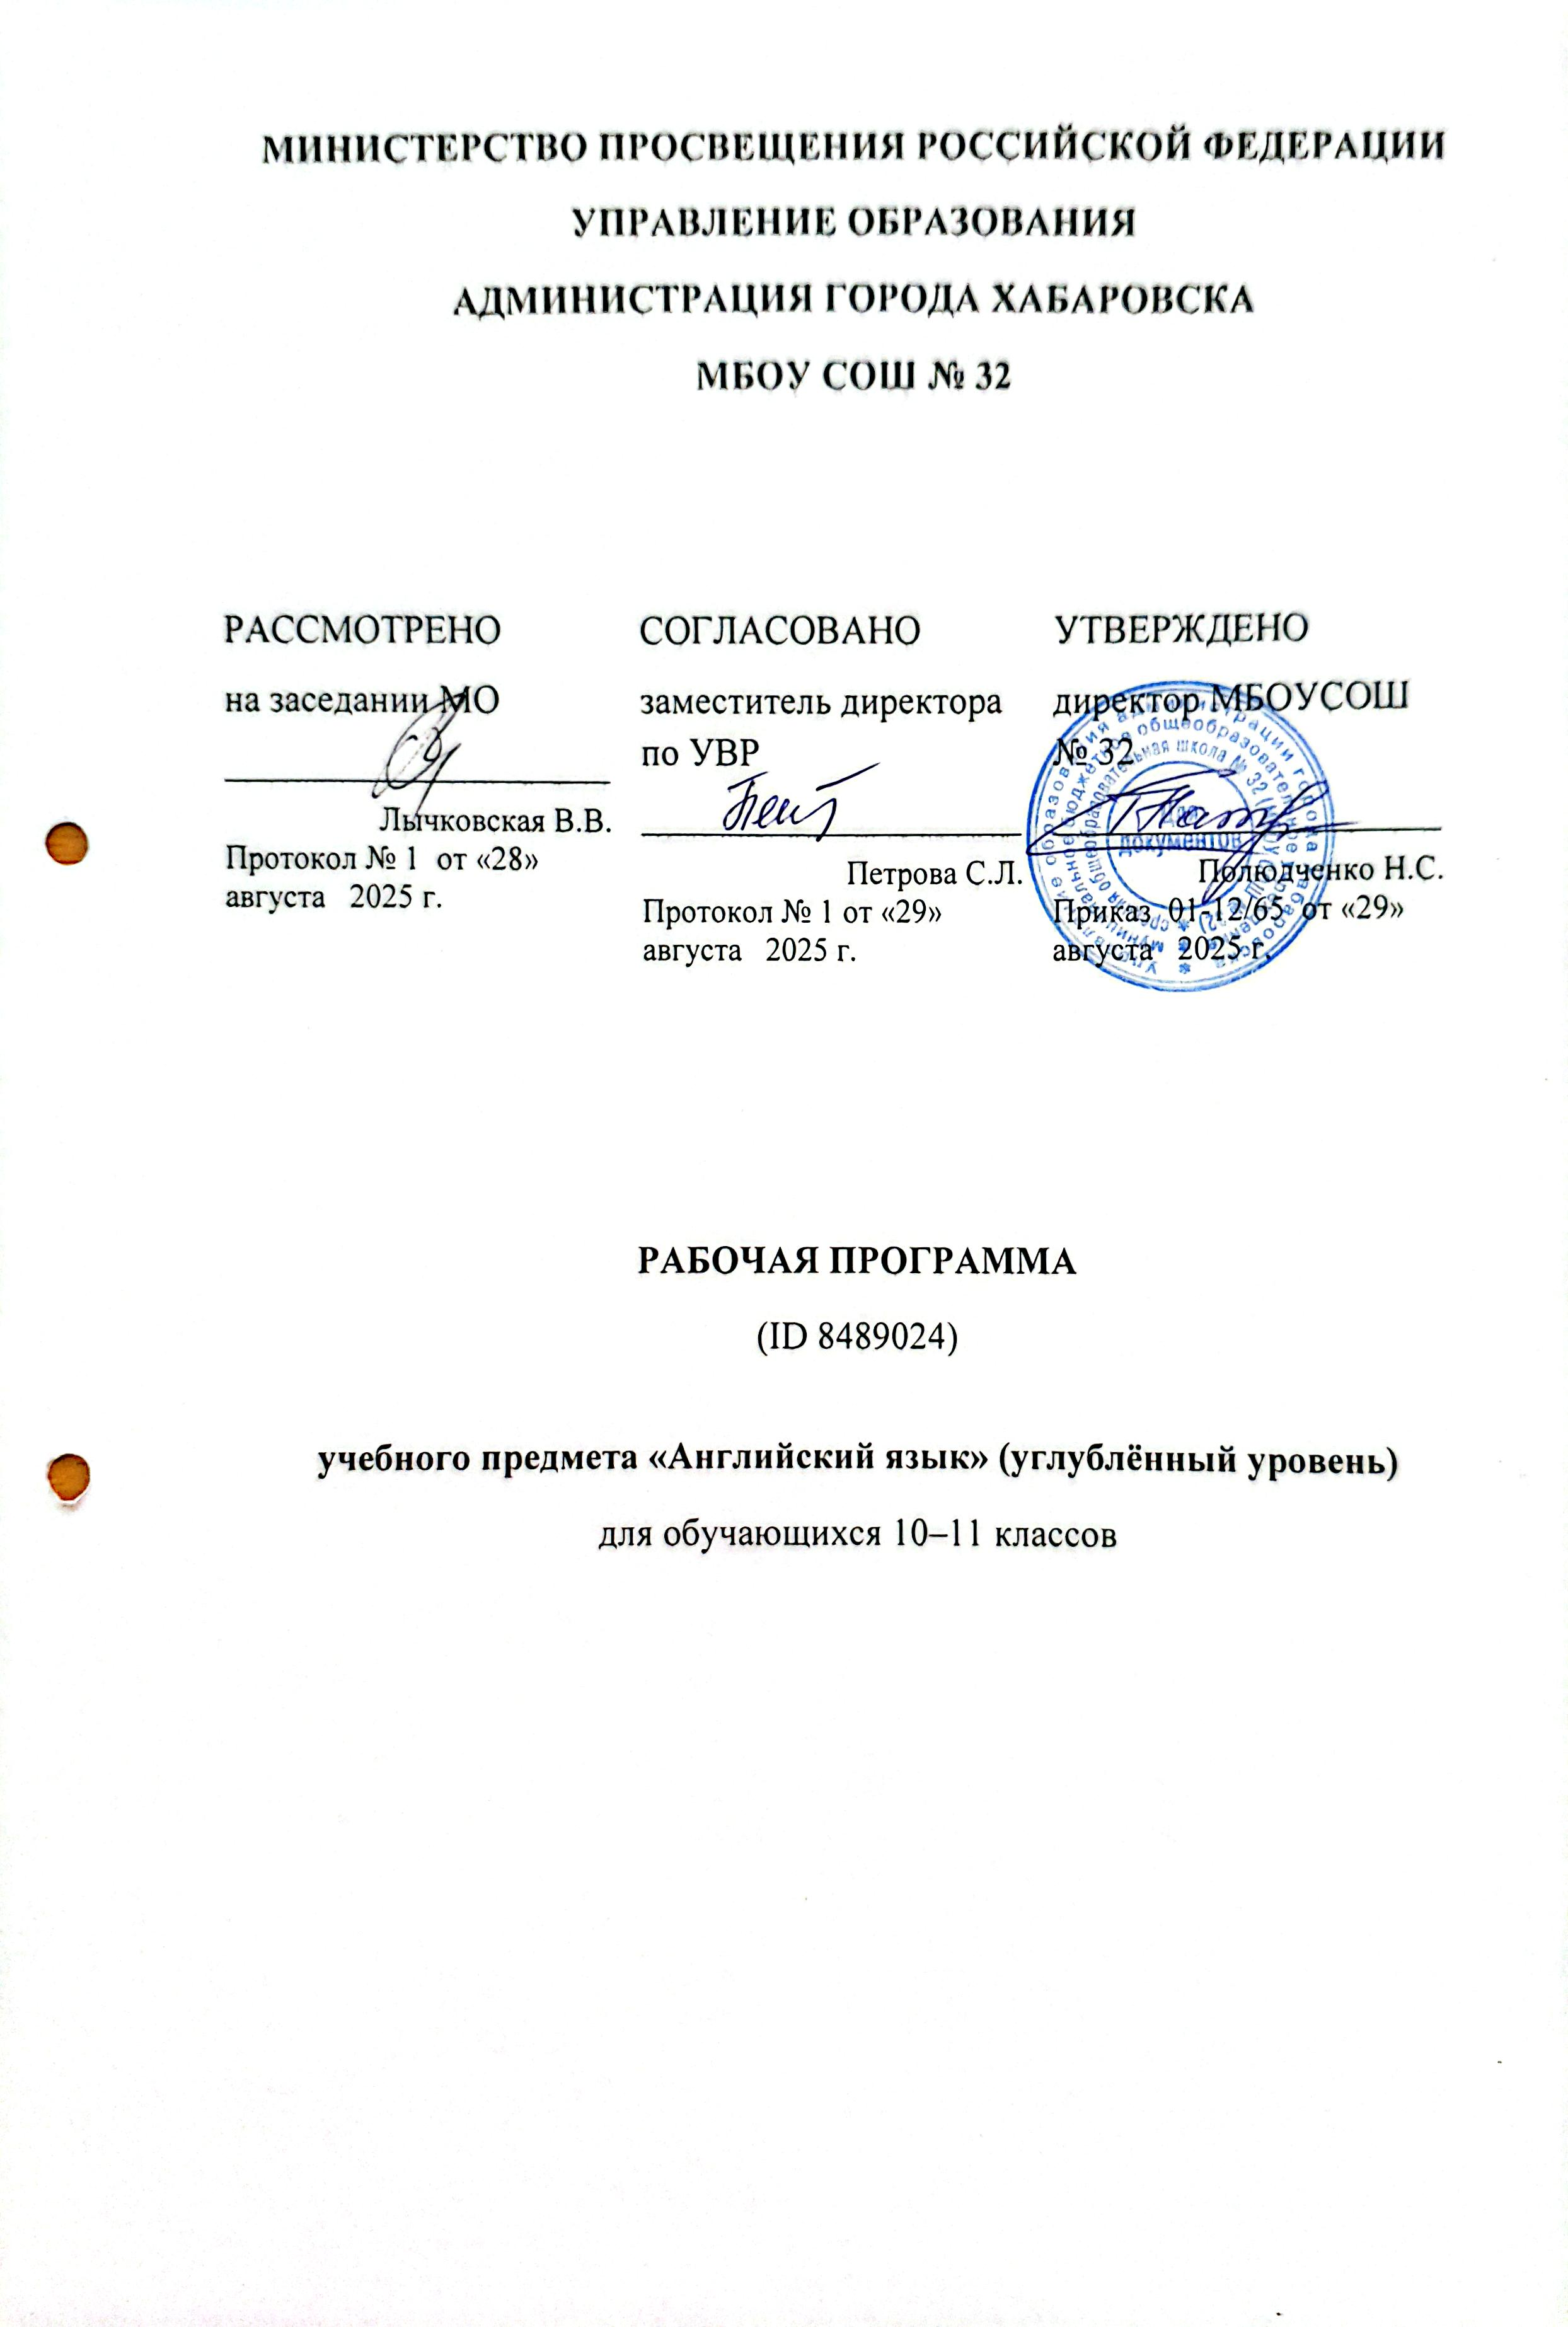 МИНИСТЕРСТВО ПРОСВЕЩЕНИЯ РОССИЙСКОЙ ФЕДЕРАЦИИ
УПРАВЛЕНИЕ ОБРАЗОВАНИЯ
АДМИНИСТРАЦИЯ ГОРОДА ХАБАРОВСКА
МБОУ СОШ № 32
РАССМОТРЕНО
на заседании МО
Лычковская В.В.
Протокол № 1 от «28»
августа 2025 г.
СОГЛАСОВАНО
заместитель директора
по УВР
Петрова С.Л.
Протокол № 1 от «29»
августа 2025 г.
УТВЕРЖДЕНО
директор МБОУСОШ
№ 32
Полюдченко Н.С.
Приказ 01-12/65 от «29»
августа 2025 г.
документов
РАБОЧАЯ ПРОГРАММА
(ID 8489024)
учебного предмета «Английский язык» (углублённый уровень)
для обучающихся 10–11 классов